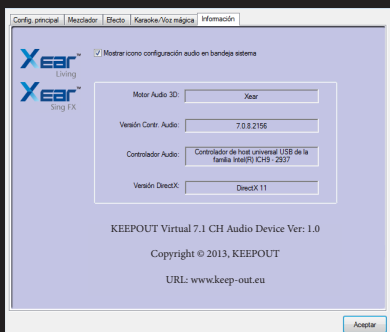 Config. principal Mezclador Efecto Karaoke/Voz mágica Información
Xear™
Living
Xear™
Sing FX
Mostrar icono configuración audio en bandeja sistema
Motor Audio 3D: Xear
Versión Contr. Audio: 7.0.8.2156
Controlador Audio: Controlador de host universal USB de la
familia Intel(R) ICH9 - 2937
Versión DirectX: DirectX 11
KEEPOUT Virtual 7.1 CH Audio Device Ver: 1.0
Copyright © 2013, KEEPOUT
URL: www.keep-out.eu
Aceptar